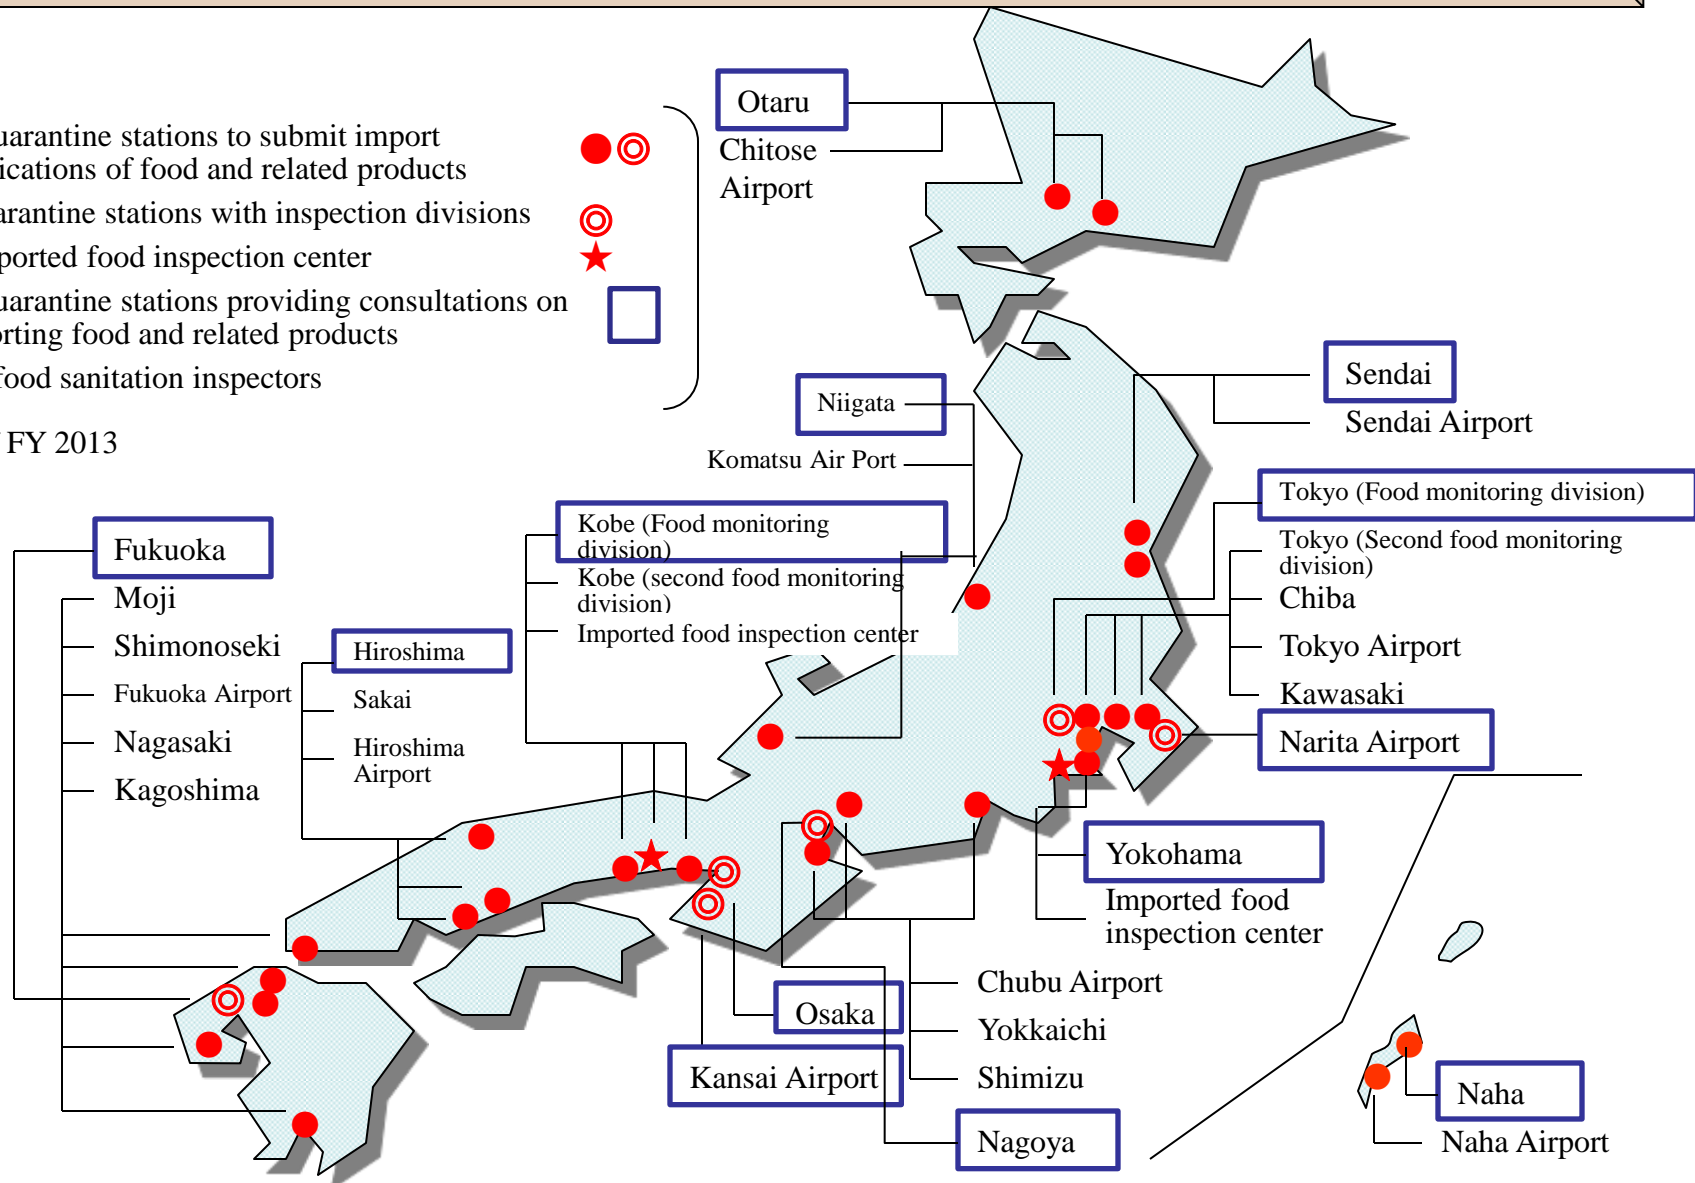 uarantine stations to submit import
ications of food and related products
arantine stations with inspection divisions
ported food inspection center
uarantine stations providing consultations on
orting food and related products
food sanitation inspectors
FY 2013
Otaru
Chitose
Airport
Niigata
Komatsu Air Port
Sendai
Sendai Airport
Tokyo (Food monitoring division)
Tokyo (Second food monitoring
division)
Chiba
Tokyo Airport
Kawasaki
Narita Airport
Kobe (Food monitoring
division)
Kobe (second food monitoring
division)
Imported food inspection center
Fukuoka
Moji
Shimonoseki
Fukuoka Airport
Nagasaki
Kagoshima
Hiroshima
Sakai
Hiroshima
Airport
Yokohama
Imported food
inspection center
Chubu Airport
Yokkaichi
Shimizu
Osaka
Kansai Airport
Nagoya
Naha
Naha Airport